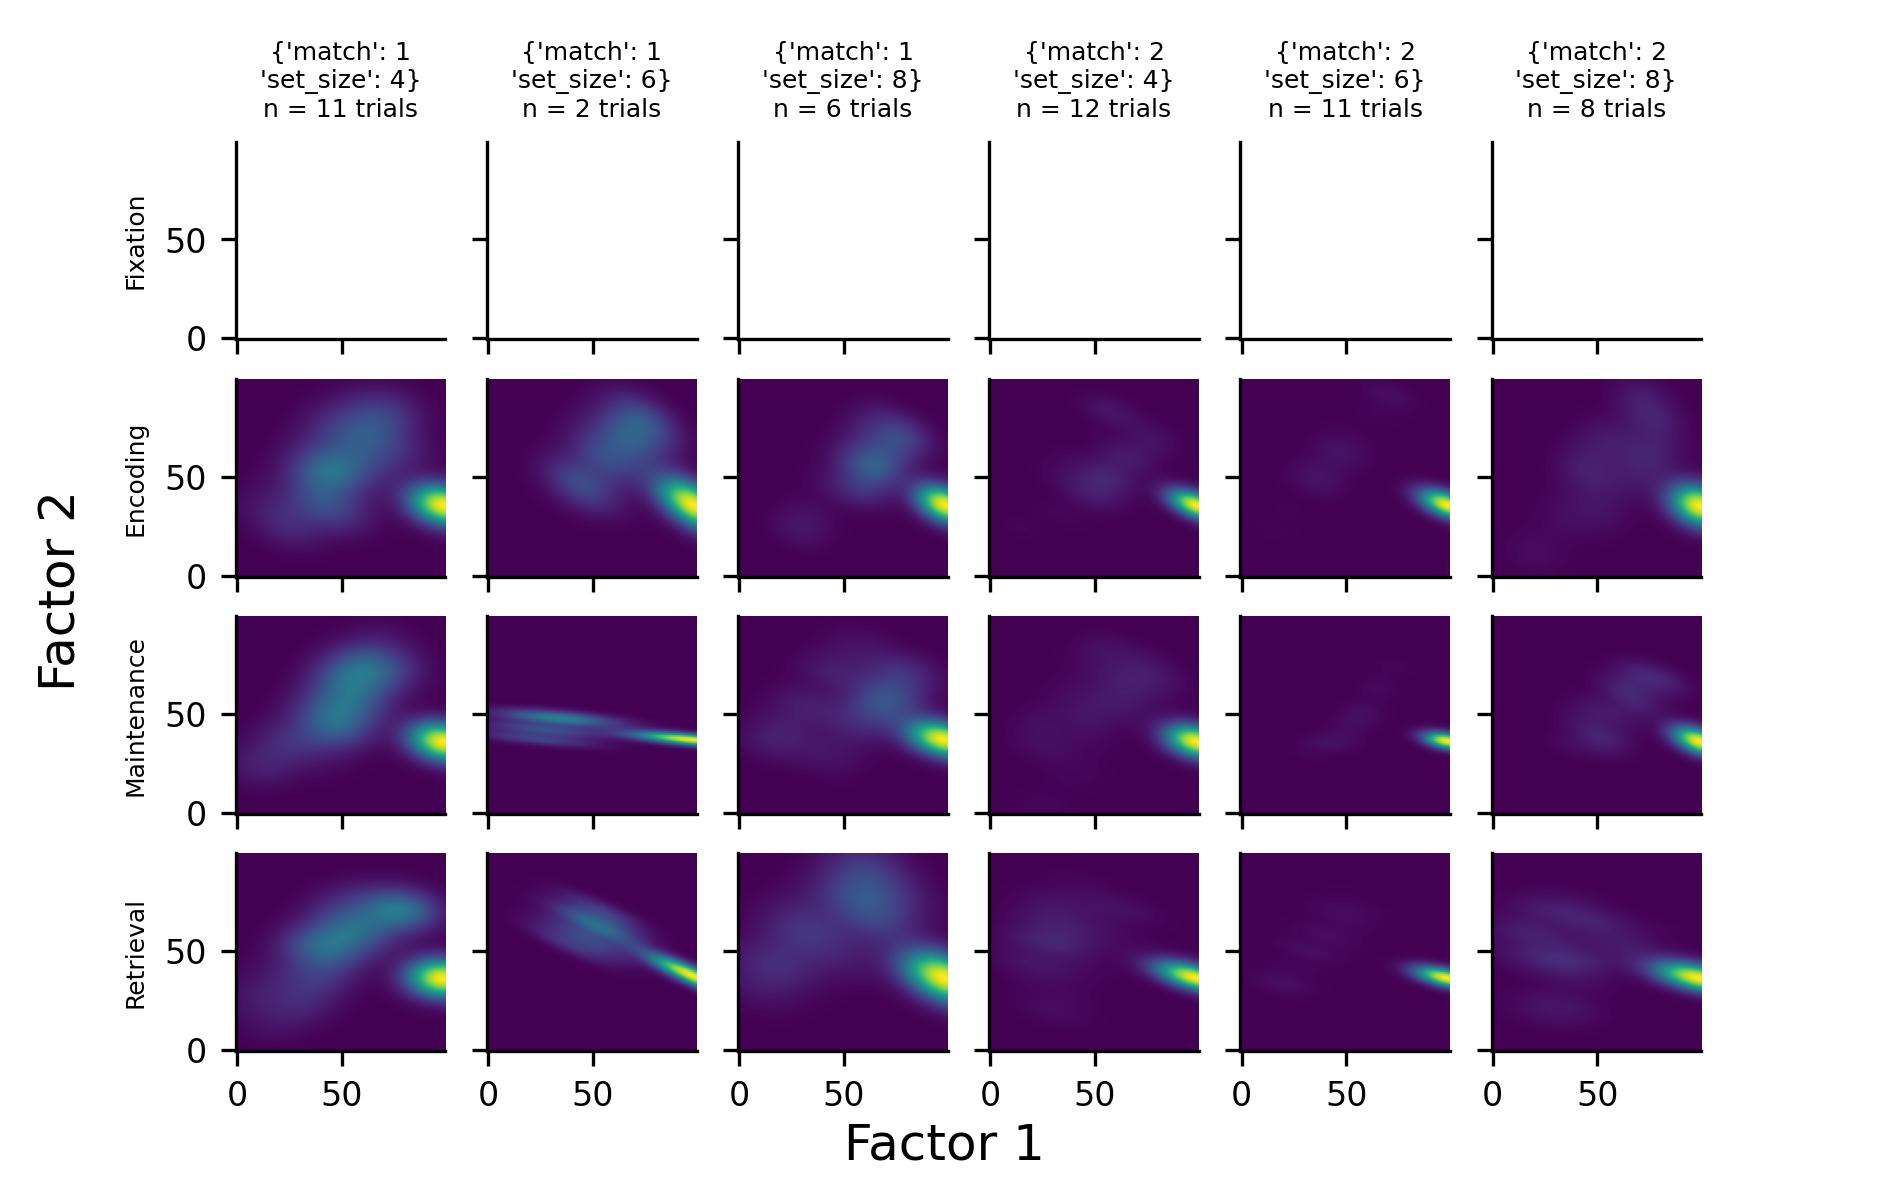 {'match': 1
'set_size': 4}
n = 11 trials
{'match': 1
'set_size': 6}
n = 2 trials
{'match': 1
'set_size': 8}
n = 6 trials
{'match': 2
'set_size': 4}
n = 12 trials
{'match': 2
'set_size': 6}
n = 11 trials
{'match': 2
'set_size': 8}
n = 8 trials
Factor 2
Fixation
50
0
Encoding
50
0
Maintenance
50
0
Retrieval
50
0
0 50
0 50
0 50
0 50
0 50
0 50
Factor 1